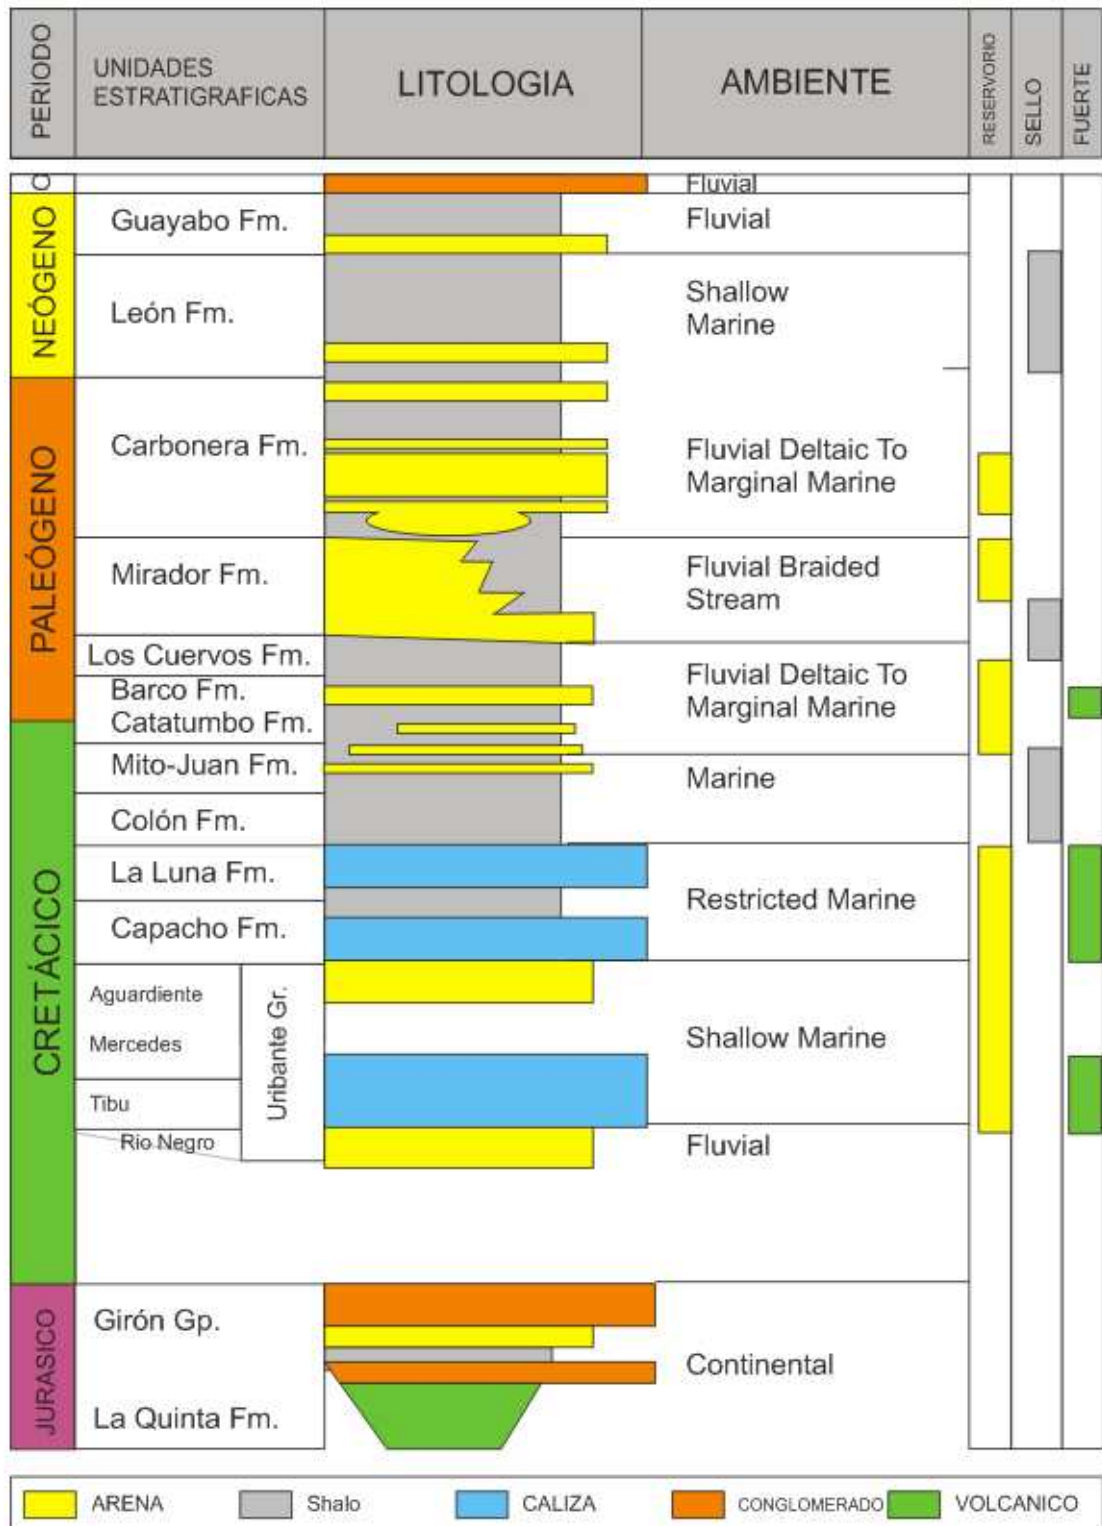 PERIODO
UNIDADES
ESTRATIGRAFICAS
LITOLOGIA
AMBIENTE
RESERVORIO
SELLO
FUERTE
Q
Fluvial
NEÓGENO
Guayabo Fm.
Fluvial
León Fm.
Shallow
Marine
PALEÓGENO
Carbonera Fm.
Fluvial Deltaic To
Marginal Marine
Mirador Fm.
Fluvial Braided
Stream
Los Cuervos Fm.
Barco Fm.
Fluvial Deltaic To
Marginal Marine
Catatumbo Fm.
CRETÁCICO
Mito-Juan Fm.
Marine
Colón Fm.
La Luna Fm.
Restricted Marine
Capacho Fm.
Aguardiente
Mercedes
Uribante Gr.
Shallow Marine
Tibu
Rio Negro
Fluvial
JURASICO
Girón Gp.
Continental
La Quinta Fm.
ARENA
Shalo
CALIZA
CONGLOMERADO
VOLCANICO